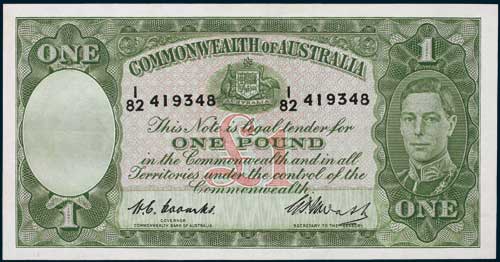 ONE
COMMONWEALTH OF AUSTRALIA
1
AUSTRALIA
I/82 419348
I/82 419348
This Note is legal tender for
ONE POUND
in the Commonwealth and in all
Territories under the control of the
Commonwealth.
£1
GOVERNOR
COMMONWEALTH BANK OF AUSTRALIA
SECRETARY TO THE TREASURY
1
ONE